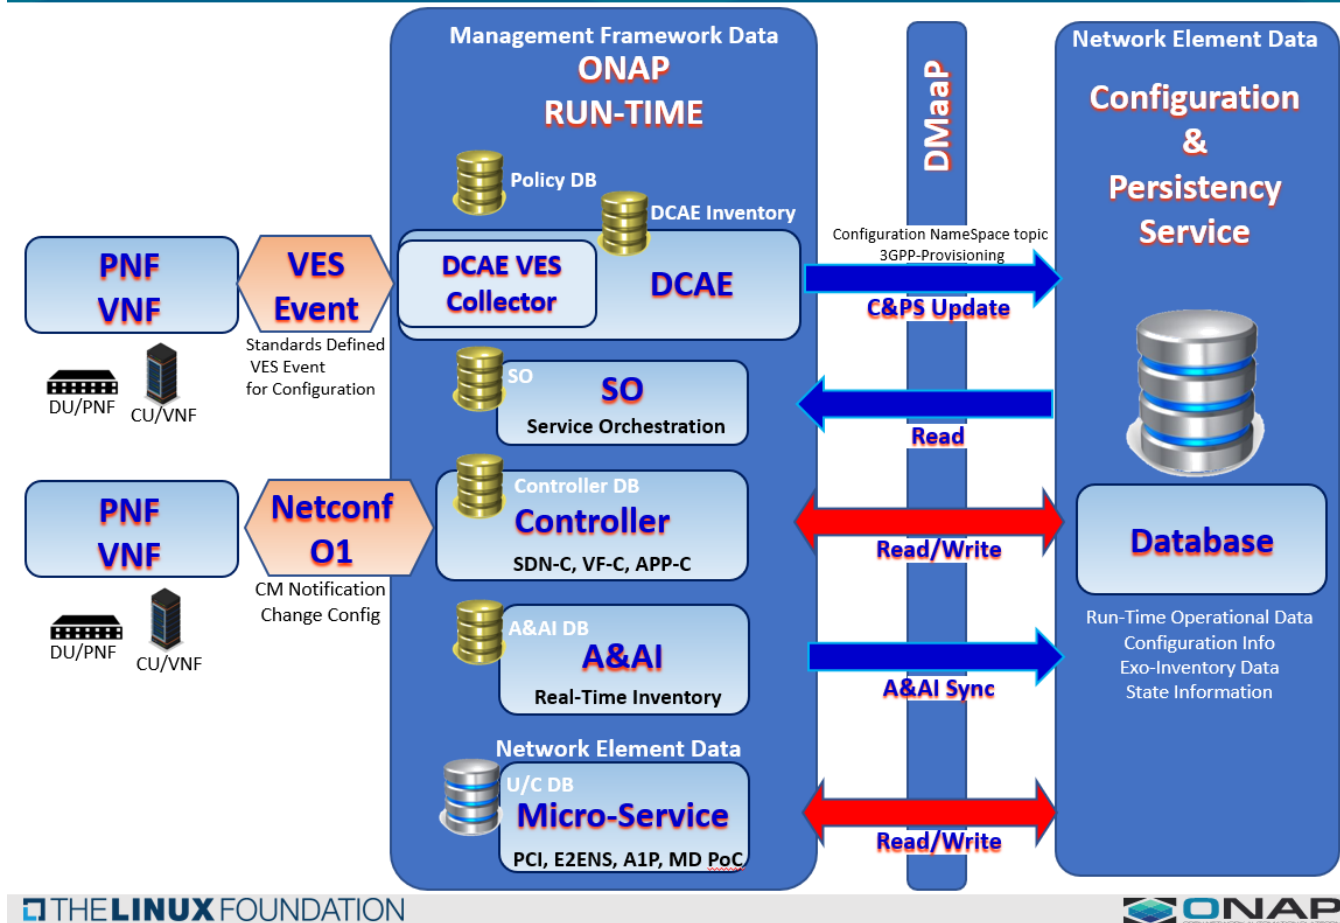 Management Framework Data
ONAP
RUN-TIME
Policy DB
DCAE Inventory
PNF
VNF
VES
Event
DCAE VES
Collector
DCAE
Standards Defined
VES Event
for Configuration
DU/PNF
CU/VNF
SO
SO
Service Orchestration
PNF
VNF
Netconf
O1
Controller DB
Controller
SDN-C, VF-C, APP-C
CM Notification
Change Config
DU/PNF
CU/VNF
A&AI DB
A&AI
Real-Time Inventory
Network Element Data
U/C DB
Micro-Service
PCI, E2ENS, A1P, MD PoC
DMaaP
Configuration NameSpace topic
3GPP-Provisioning
C&PS Update
Read
Read/Write
A&AI Sync
Read/Write
Network Element Data
Configuration
&
Persistency
Service
Database
Run-Time Operational Data
Configuration Info
Exo-Inventory Data
State Information
THE LINUX FOUNDATION
ONAP